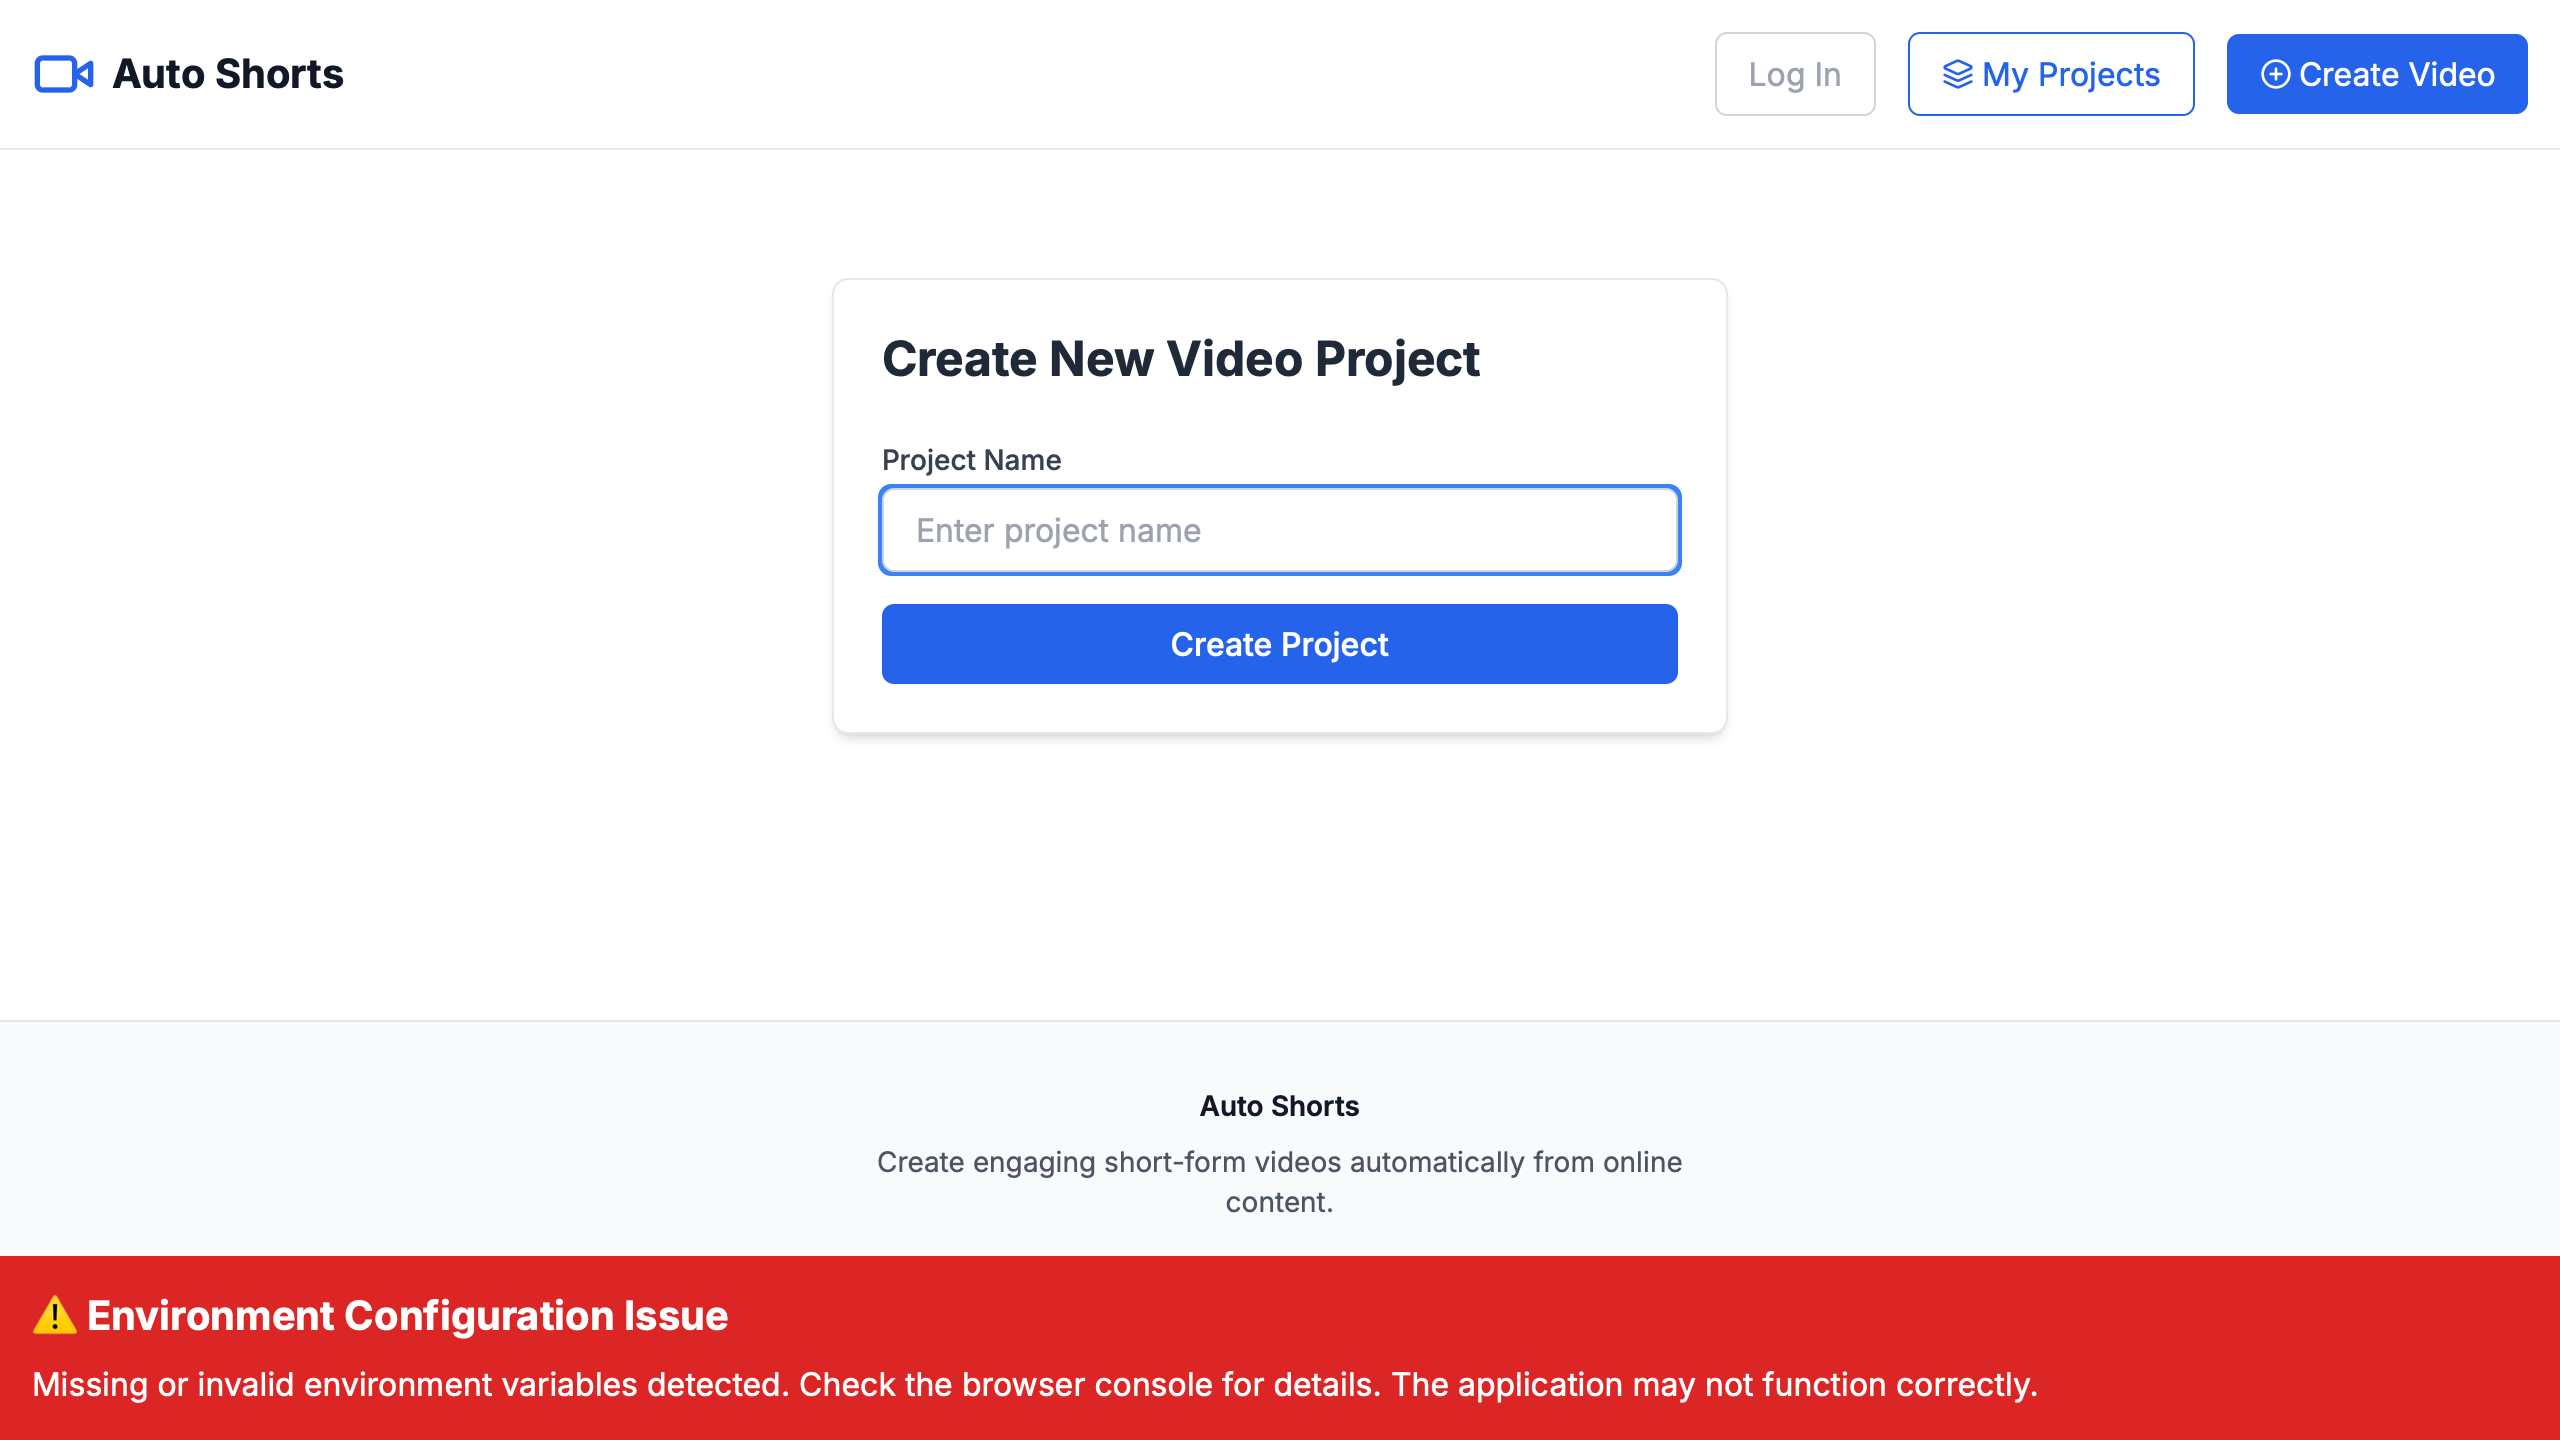 Auto Shorts
Log In
My Projects
Create Video
Create New Video Project
Project Name
Enter project name
Create Project
Auto Shorts
Create engaging short-form videos automatically from online
content.
⚠️ Environment Configuration Issue
Missing or invalid environment variables detected. Check the browser console for details. The application may not function correctly.